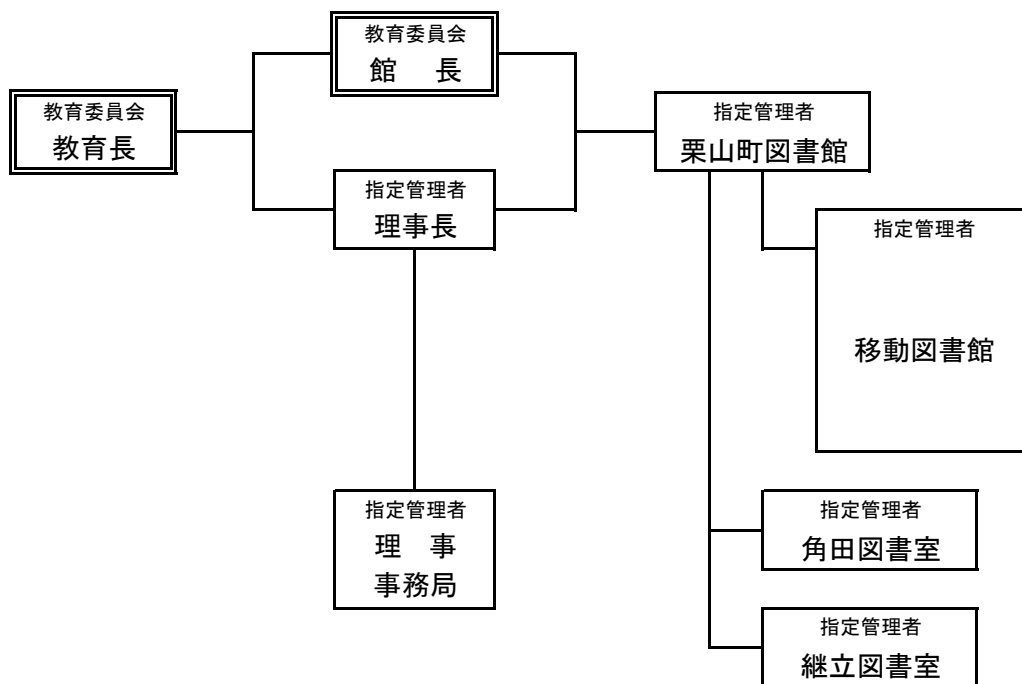 教育委員会
教育長
教育委員会
館　長
指定管理者
理事長
指定管理者
理　事
事務局
指定管理者
栗山町図書館
指定管理者
移動図書館
指定管理者
角田図書室
指定管理者
継立図書室